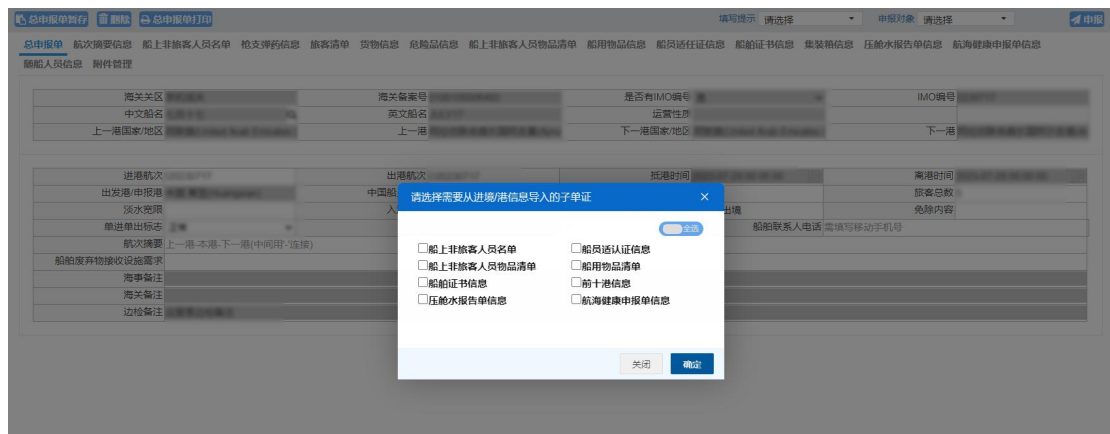 总申报单暂存 删除 总申报单打印 填写提示 请选择 申报对象 请选择 申报
总申报单 航次摘要信息 船上非旅客人员名单 枪支弹药信息 旅客清单 货物信息 危险品信息 船上非旅客人员物品清单 船用物品信息 船员适任证信息 船舶证书信息 集装箱信息 压舱水报告单信息 航海健康申报单信息
随船人员信息 附件管理
海关关区 海关备案号 是否有IMO编号 IMO编号
中文船名 英文船名 运营性质
上一港国家/地区 上一港 下一港国家/地区 下一港
进港航次 出港航次 抵港时间 离港时间
出发港/申报港 中国船 旅客总数
淡水宽限 入 出境 免除内容
单进单出标志 船舶联系人电话 需填写移动手机号
航次摘要 上一港-本港-下一港(中间用'-'连接)
船舶废弃物接收设施需求
海事备注
海关备注
边检备注
请选择需要从进境/港信息导入的子单证 ×
全选
船上非旅客人员名单 船员适认证信息
船上非旅客人员物品清单 船用物品清单
船舶证书信息 前十港信息
压舱水报告单信息 航海健康申报单信息
关闭 确定